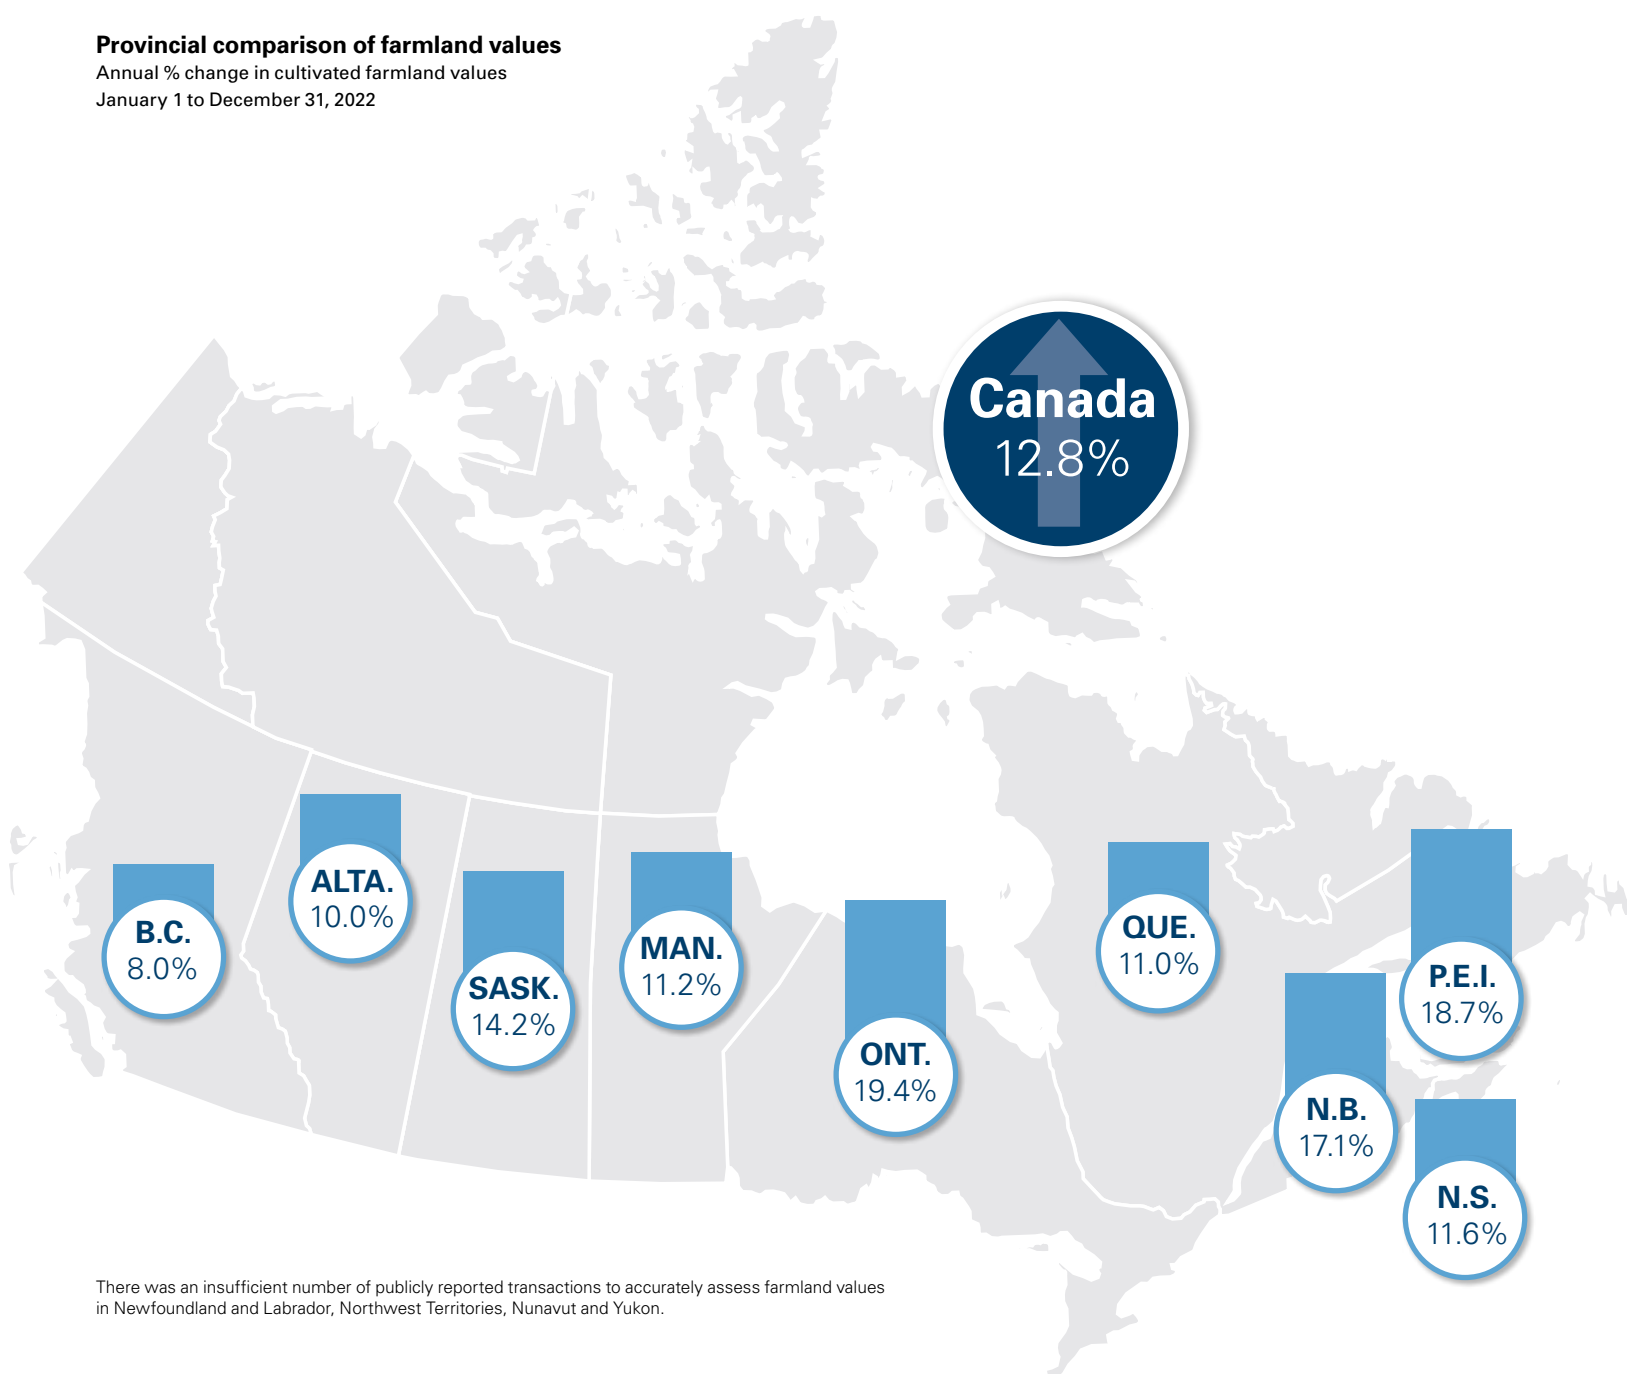 Provincial comparison of farmland values
Annual % change in cultivated farmland values
January 1 to December 31, 2022
Canada
12.8%
B.C.
8.0%
ALTA.
10.0%
SASK.
14.2%
MAN.
11.2%
ONT.
19.4%
QUE.
11.0%
N.B.
17.1%
P.E.I.
18.7%
N.S.
11.6%
There was an insufficient number of publicly reported transactions to accurately assess farmland values
in Newfoundland and Labrador, Northwest Territories, Nunavut and Yukon.